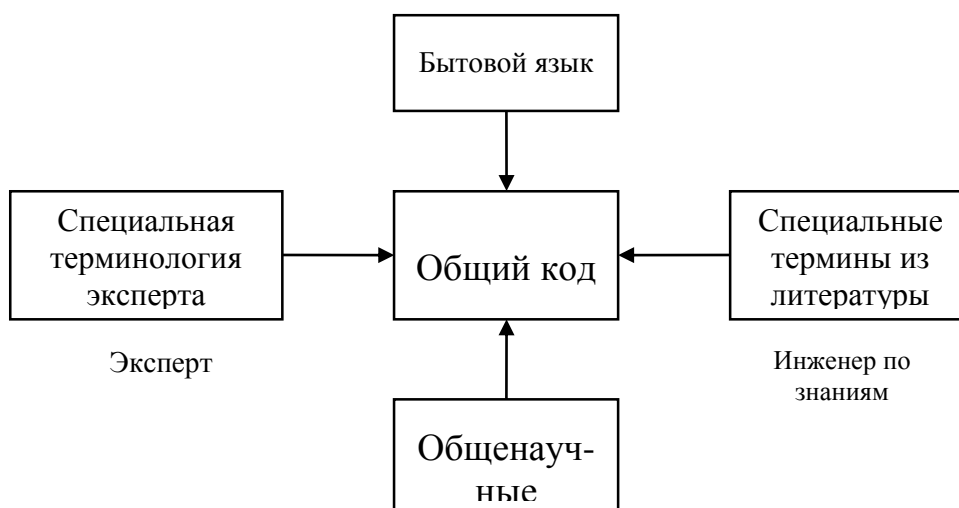 Бытовой язык
Специальная
терминология
эксперта
Общий код
Специальные
термины из
литературы
Эксперт
Инженер по
знаниям
Общенауч-
ные